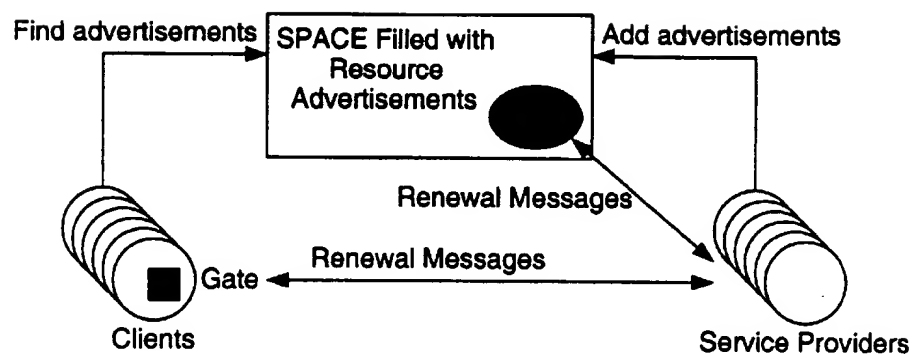 Find advertisements
SPACE Filled with
Resource
Advertisements
Add advertisements
Renewal Messages
Renewal Messages
Gate
Clients
Service Providers